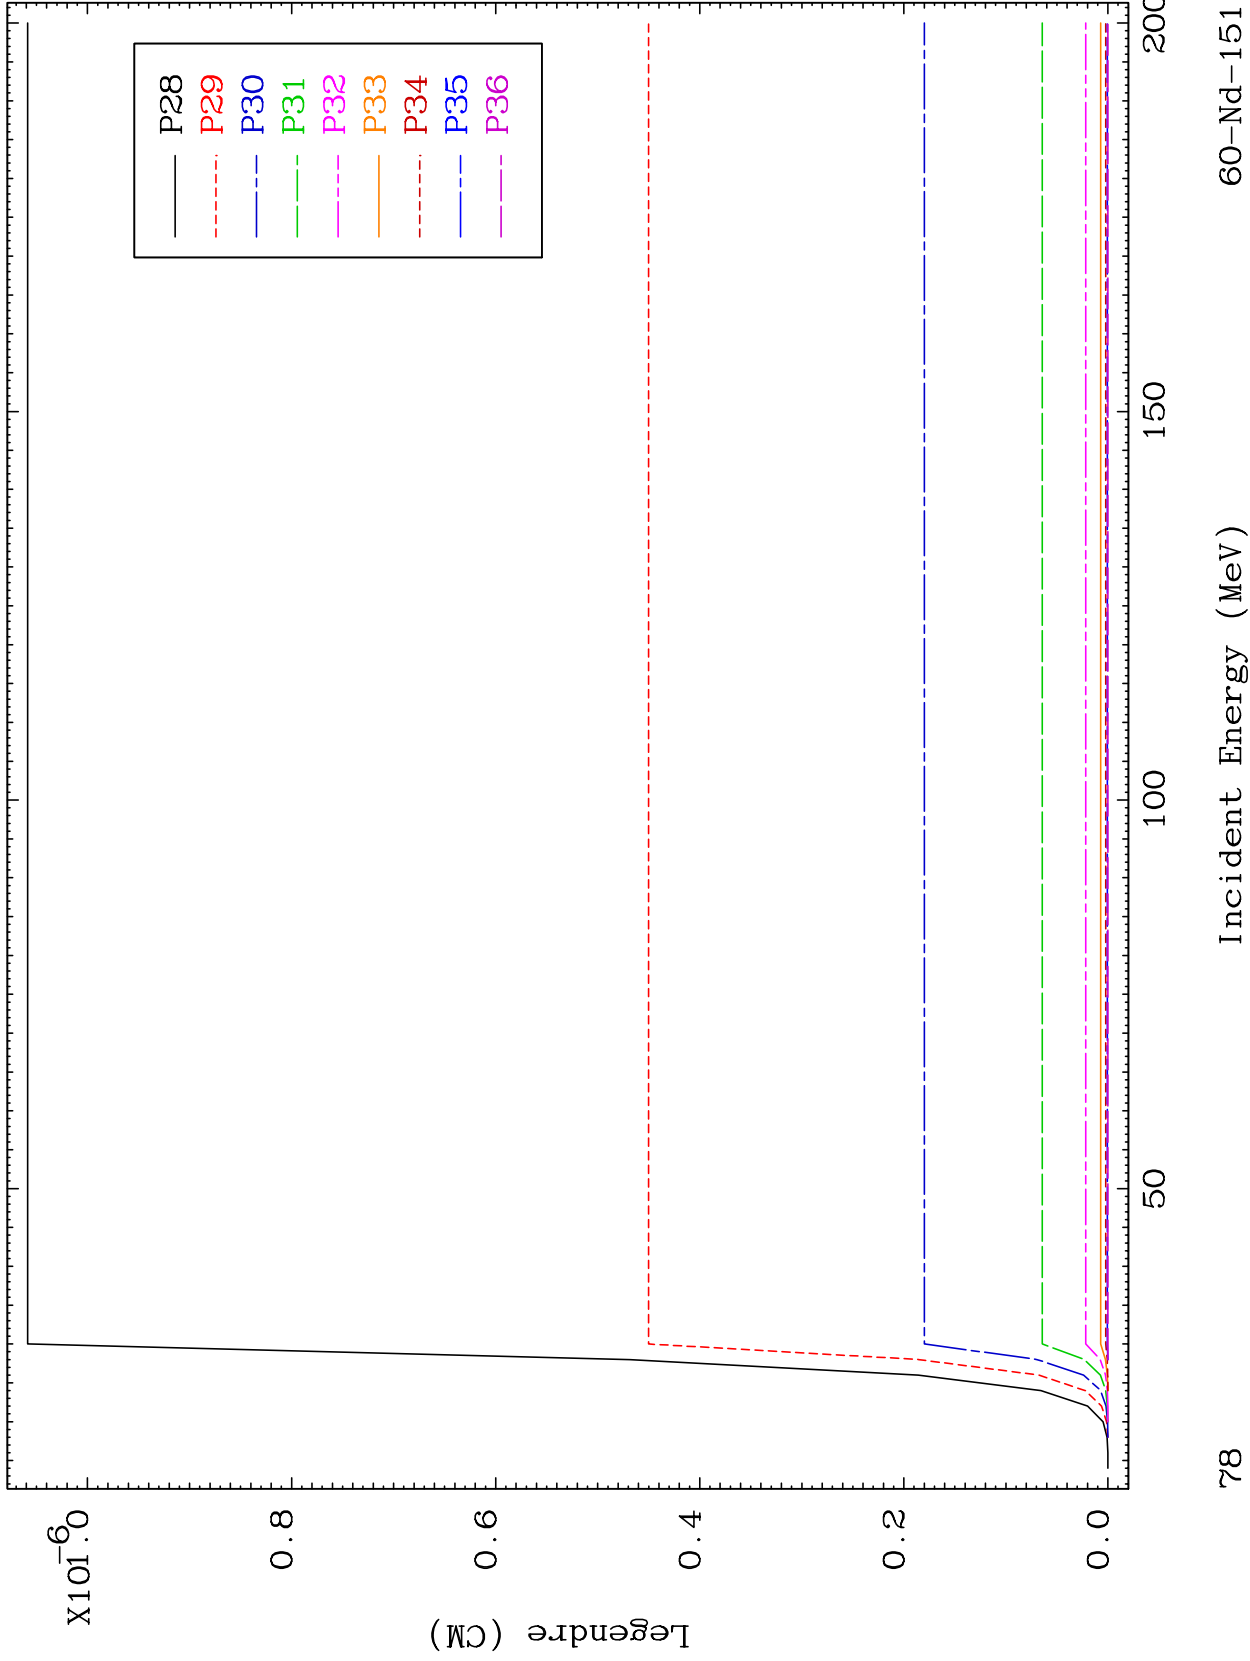 X10-6
1.0
0.8
0.6
0.4
0.2
0.0
Legendre (CM)
P28
P29
P30
P31
P32
P33
P34
P35
P36
50
100
150
200
Incident Energy (MeV)
78
60-Nd-151